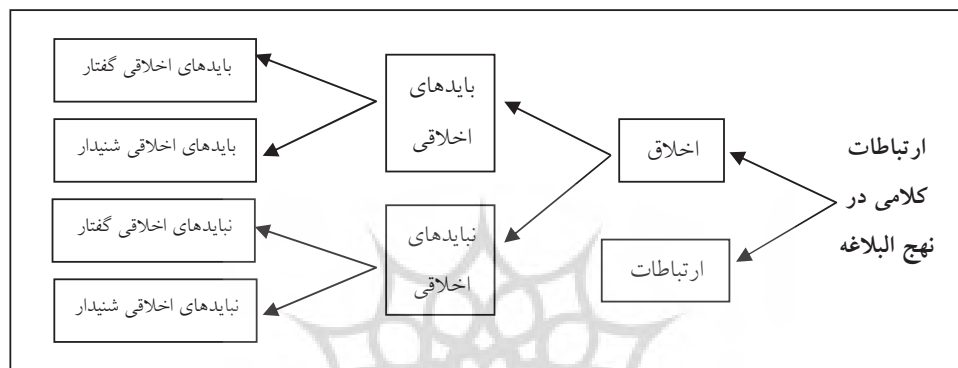 ارتباطات
کلامی در
نهج البلاغه
اخلاق
ارتباطات
بایدهای
اخلاقی
نبایدهای
اخلاقی
بایدهای اخلاقی گفتار
بایدهای اخلاقی شنیدار
نبایدهای اخلاقی گفتار
نبایدهای اخلاقی شنیدار